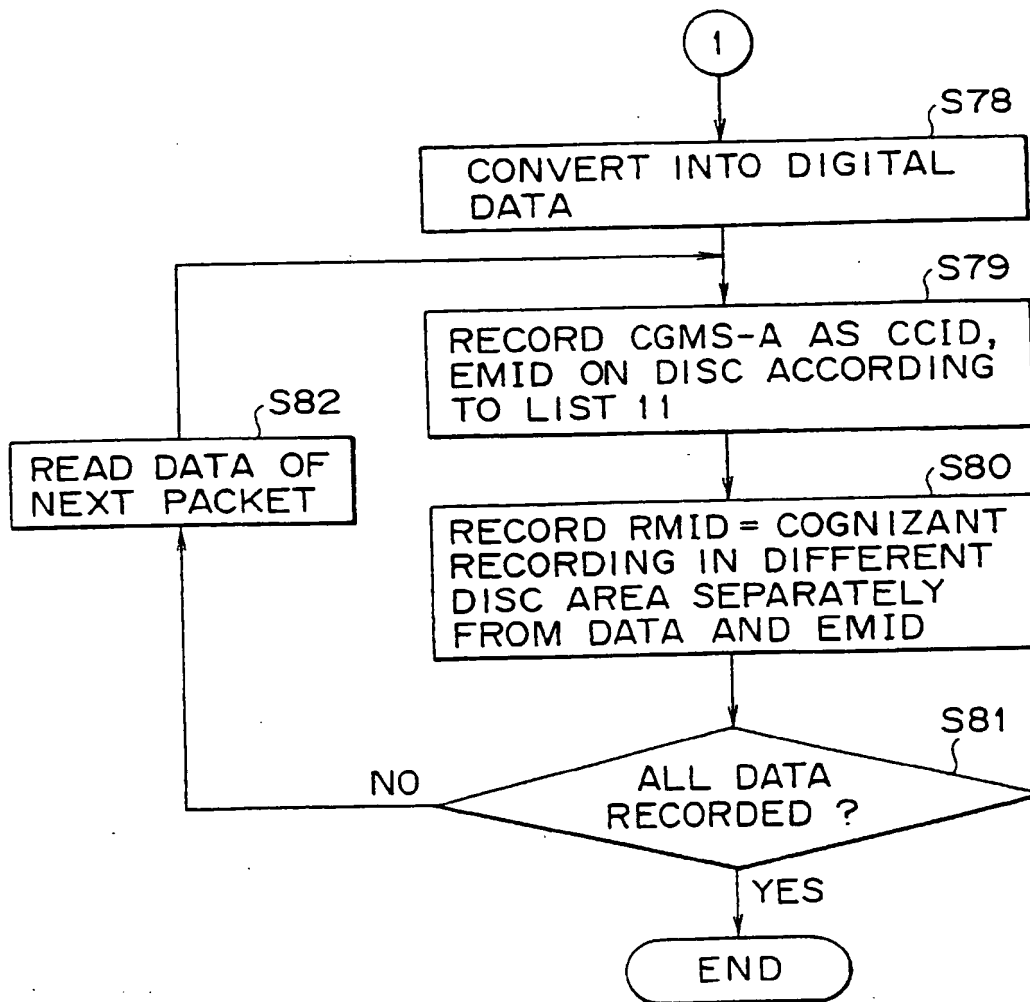 1
S78
CONVERT INTO DIGITAL
DATA
S79
RECORD CGMS-A AS CCID,
EMID ON DISC ACCORDING
TO LIST 11
S82
READ DATA OF
NEXT PACKET
S80
RECORD RMID = COGNIZANT
RECORDING IN DIFFERENT
DISC AREA SEPARATELY
FROM DATA AND EMID
S81
NO
ALL DATA
RECORDED ?
YES
END